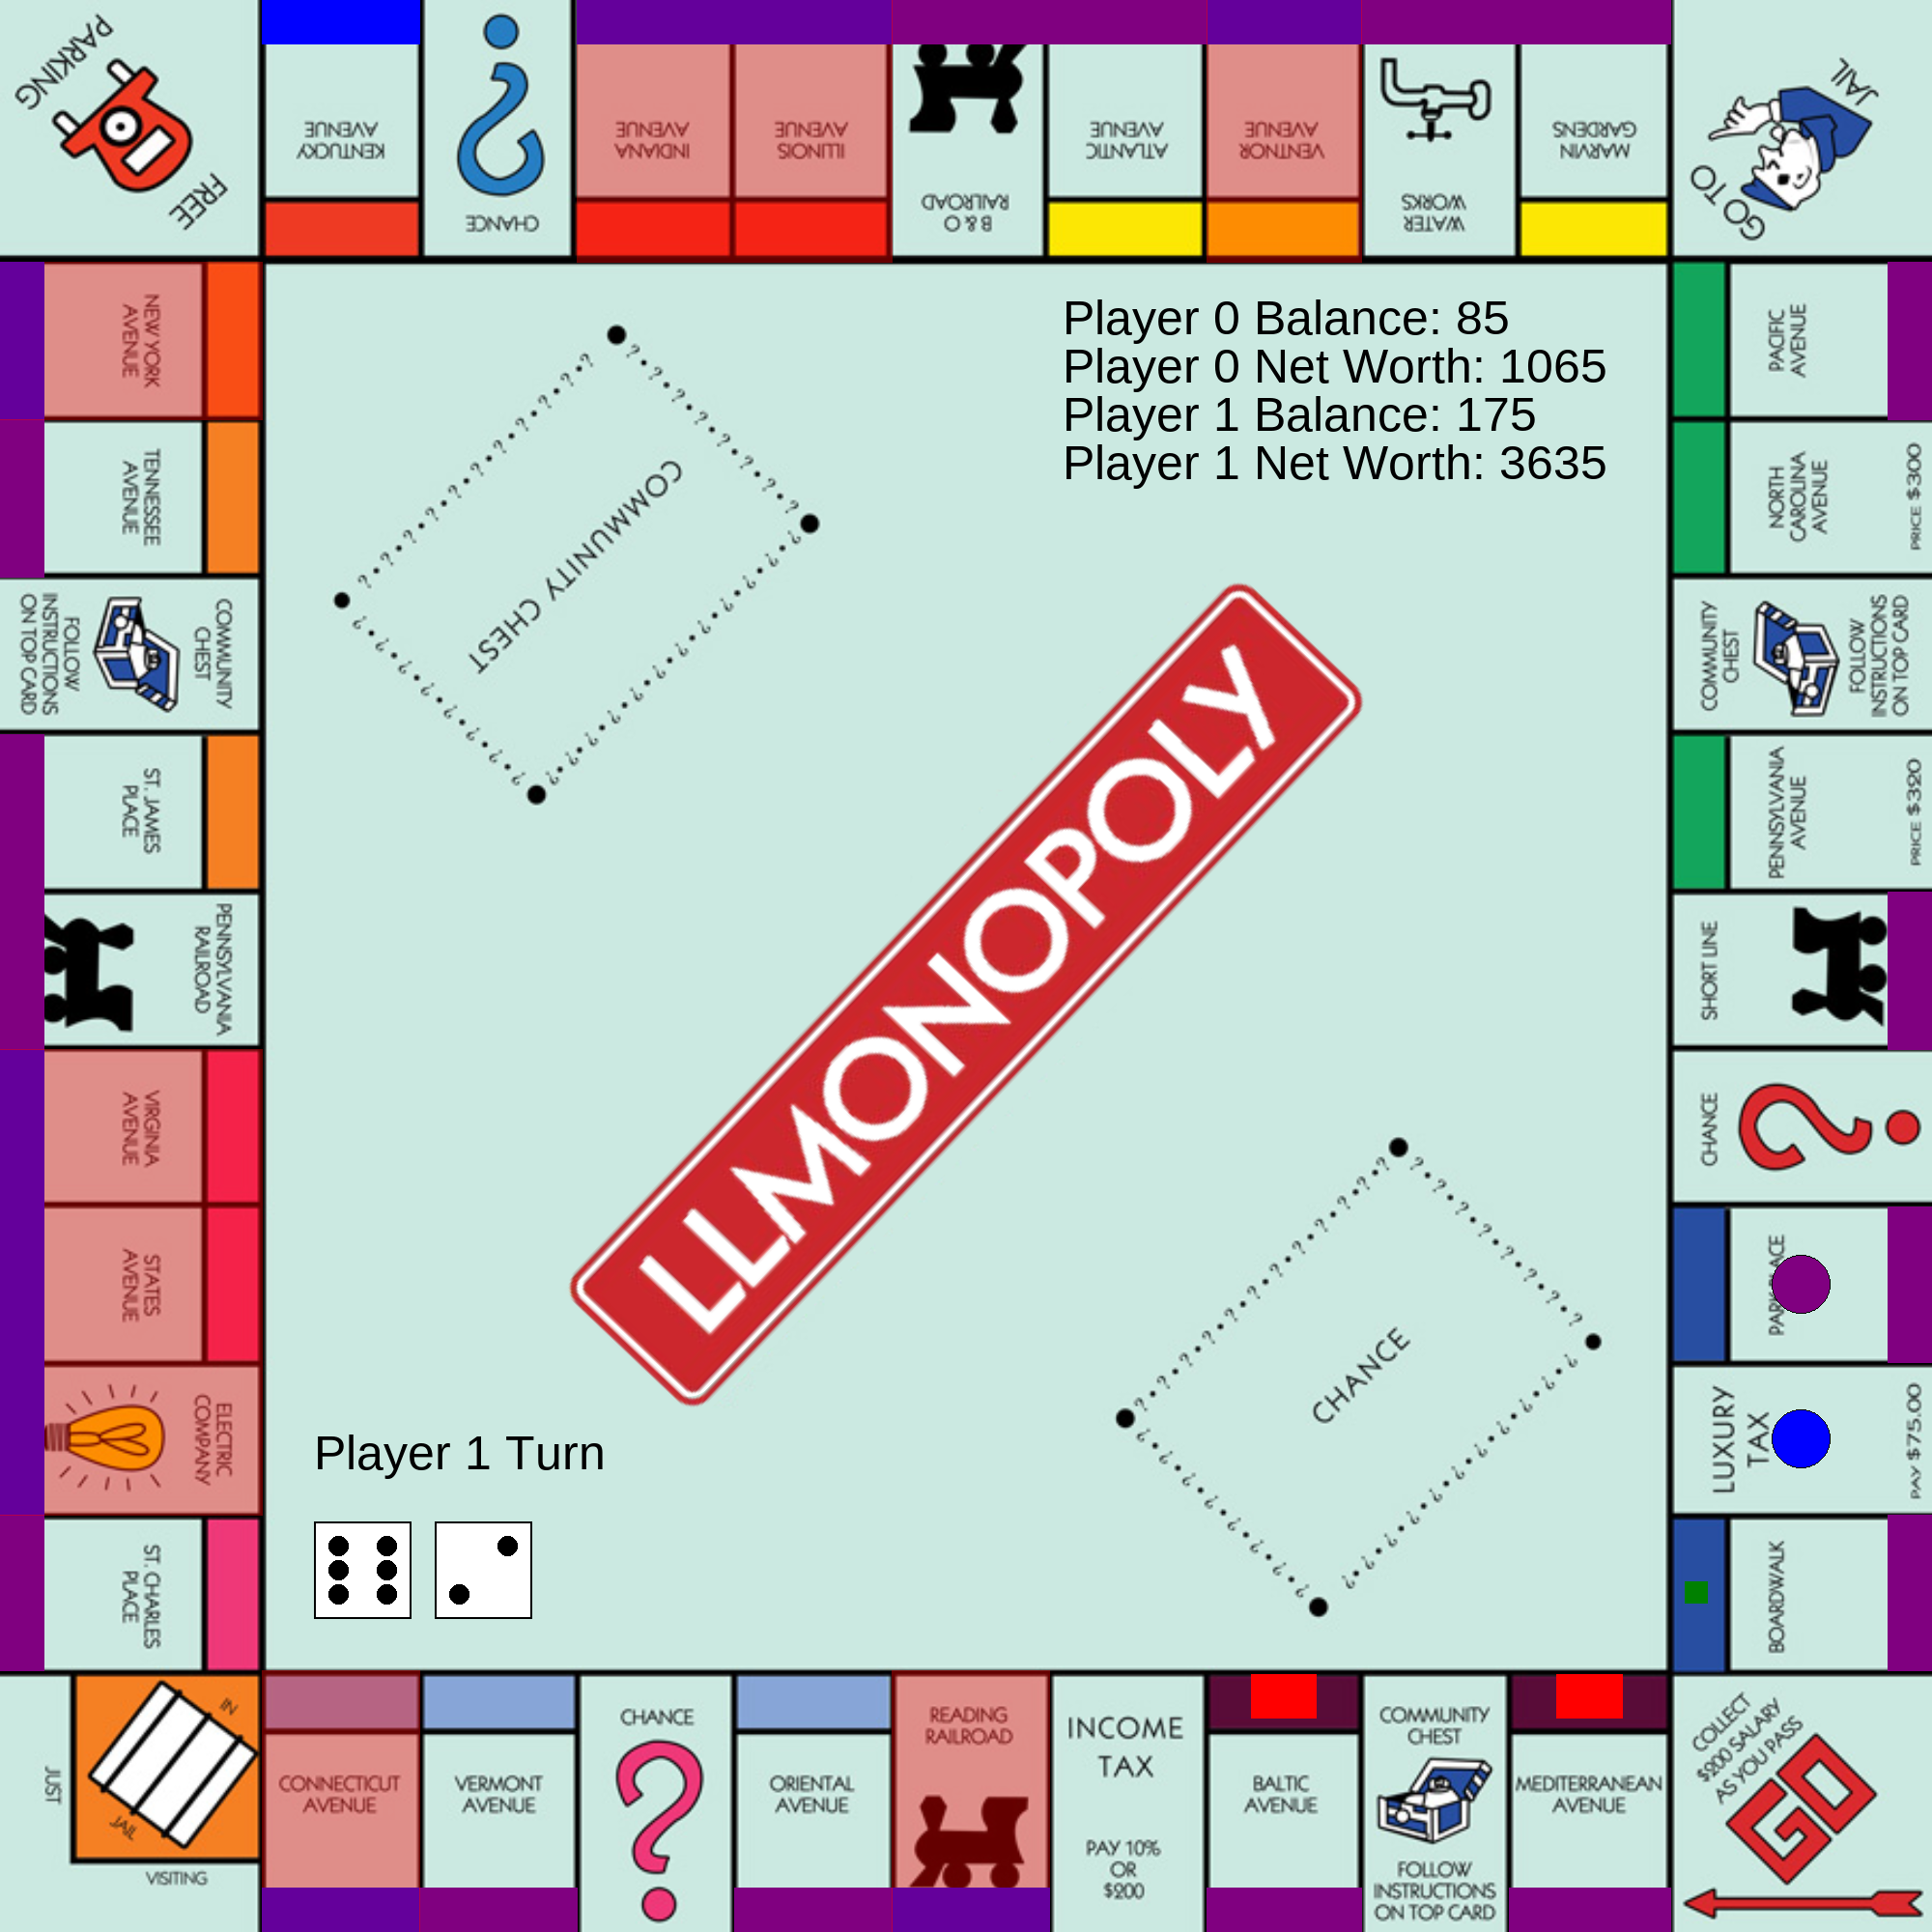 FREE
PARKING
KENTUCKY
AVENUE
CHANCE
INDIANA
AVENUE
ILLINOIS
AVENUE
B & O
RAILROAD
ATLANTIC
AVENUE
VENTNOR
AVENUE
WATER
WORKS
MARVIN
GARDENS
GO TO
JAIL
NEW YORK
AVENUE
TENNESSEE
AVENUE
COMMUNITY
CHEST
FOLLOW
INSTRUCTIONS
ON TOP CARD
ST. JAMES
PLACE
PENNSYLVANIA
RAILROAD
VIRGINIA
AVENUE
STATES
AVENUE
ELECTRIC
COMPANY
ST. CHARLES
PLACE
Player 0 Balance: 85
Player 0 Net Worth: 1065
Player 1 Balance: 175
Player 1 Net Worth: 3635
COMMUNITY CHEST
LLMONOPOLY
CHANCE
Player 1 Turn
PACIFIC
AVENUE
NORTH
CAROLINA
AVENUE
PRICE $300
COMMUNITY
CHEST
FOLLOW
INSTRUCTIONS
ON TOP CARD
PENNSYLVANIA
AVENUE
PRICE $320
SHORT LINE
CHANCE
LUXURY
TAX
PAY $75.00
BOARDWALK
JUST
VISITING
IN
JAIL
CONNECTICUT
AVENUE
VERMONT
AVENUE
CHANCE
ORIENTAL
AVENUE
READING
RAILROAD
INCOME
TAX
PAY 10%
OR
$200
BALTIC
AVENUE
COMMUNITY
CHEST
FOLLOW
INSTRUCTIONS
ON TOP CARD
MEDITERRANEAN
AVENUE
COLLECT
$200 SALARY
AS YOU PASS
GO